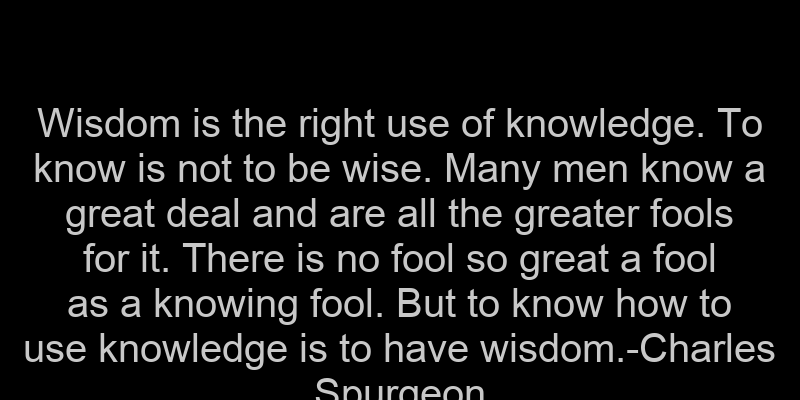 Wisdom is the right use of knowledge. To
know is not to be wise. Many men know a
great deal and are all the greater fools
for it. There is no fool so great a fool
as a knowing fool. But to know how to
use knowledge is to have wisdom.-Charles
Spurgeon